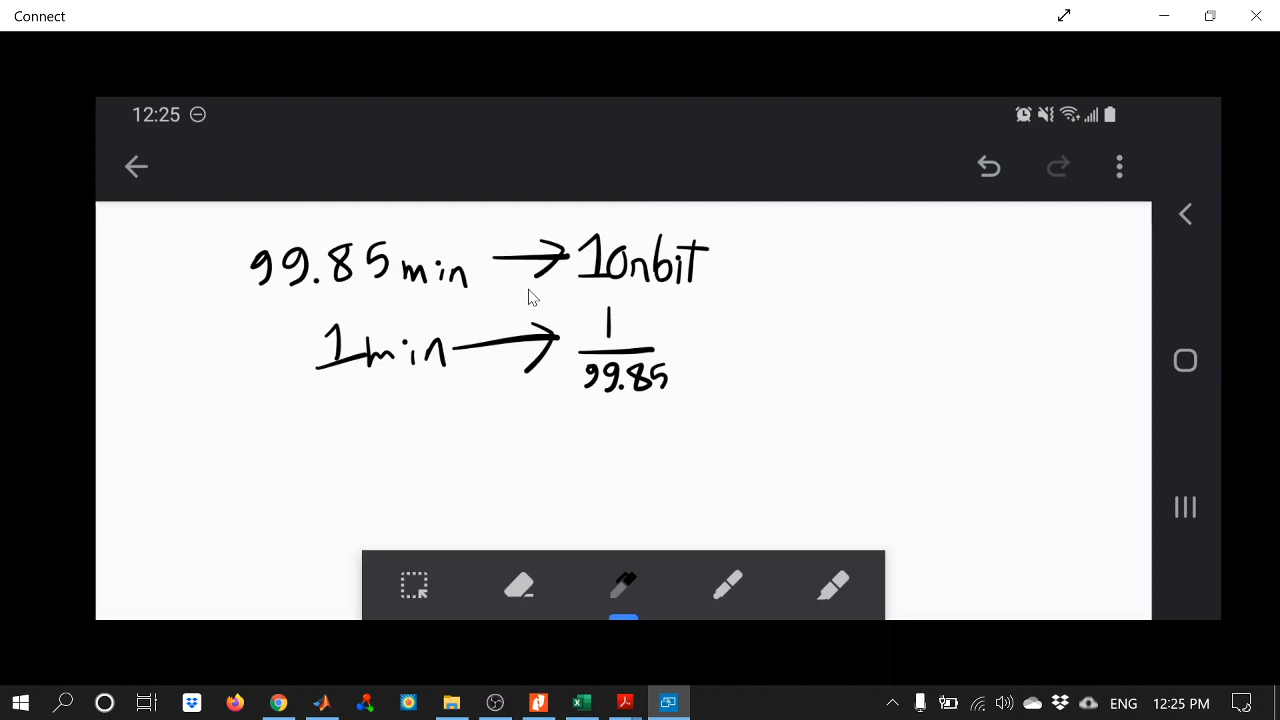 Connect
12:25
99.85 min → 10nbit
1min → 1
99.85
ENG
12:25 PM